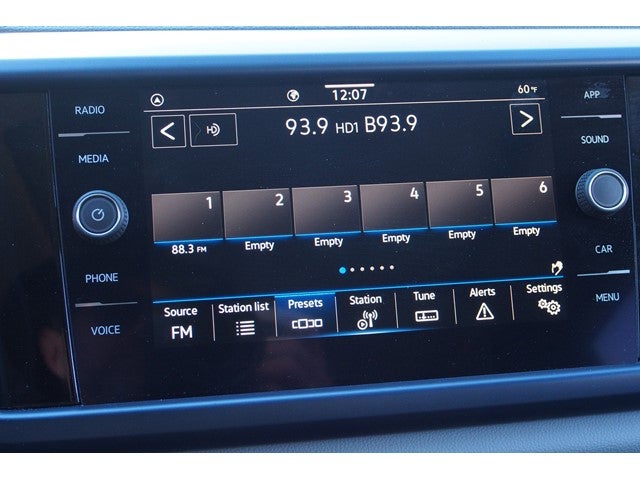 RADIO
MEDIA
PHONE
VOICE
12:07
60°F
HD
93.9 HD1 B93.9
1 2 3 4 5 6
88.3 FM Empty Empty Empty Empty Empty
Source Station list Presets Station Tune Alerts Settings
FM
APP
SOUND
CAR
MENU